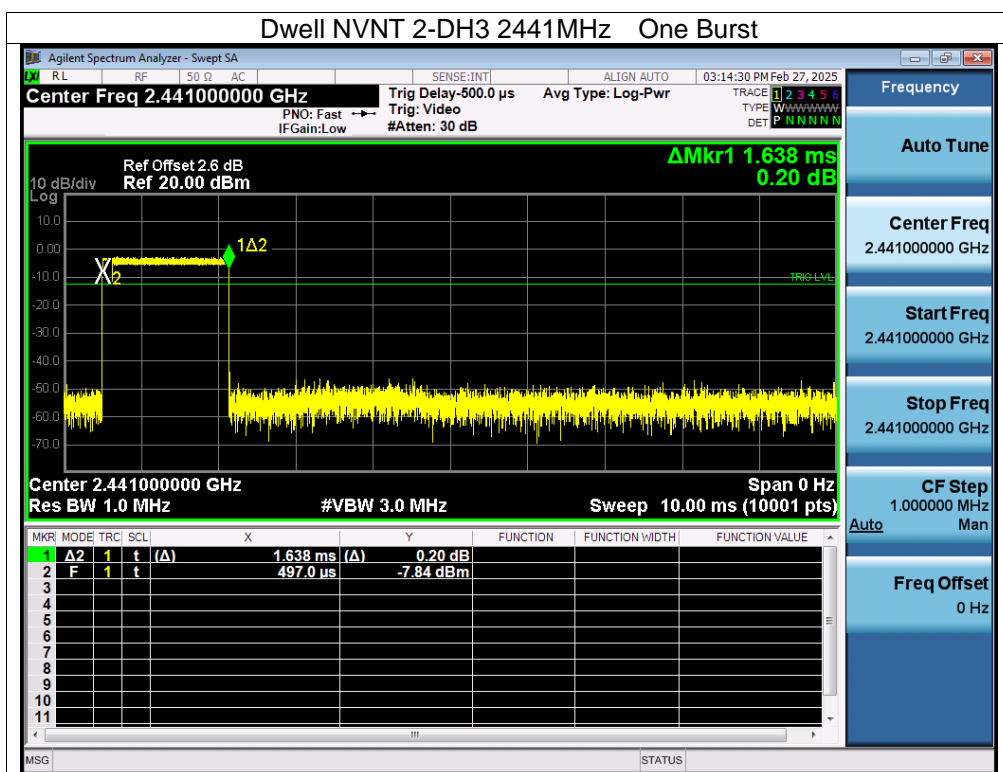 Dwell NVNT 2-DH3 2441MHz One Burst
Agilent Spectrum Analyzer - Swept SA
LXI RL RF 50 Ω AC SENSE:INT ALIGN AUTO 03:14:30 PM Feb 27, 2025
Center Freq 2.441000000 GHz Trig Delay-500.0 µs Avg Type: Log-Pwr TRACE 1 2 3 4 5 6
PNO: Fast Trig: Video TYPE WWWWWW
IFGain:Low #Atten: 30 dB DET P N N N N N
ΔMkr1 1.638 ms
0.20 dB
Ref Offset 2.6 dB
10 dB/div Ref 20.00 dBm
Log
10.0
0.00
-10.0
-20.0
-30.0
-40.0
-50.0
-60.0
-70.0
1Δ2
2
TRIG LVL
Center 2.441000000 GHz Span 0 Hz
Res BW 1.0 MHz #VBW 3.0 MHz Sweep 10.00 ms (10001 pts)
MKR MODE TRC SCL X Y FUNCTION FUNCTION WIDTH FUNCTION VALUE
1 Δ2 1 t (Δ) 1.638 ms (Δ) 0.20 dB
2 F 1 t 497.0 µs -7.84 dBm
3
4
5
6
7
8
9
10
11
MSG STATUS
Frequency
Auto Tune
Center Freq
2.441000000 GHz
Start Freq
2.441000000 GHz
Stop Freq
2.441000000 GHz
CF Step
1.000000 MHz
Auto Man
Freq Offset
0 Hz